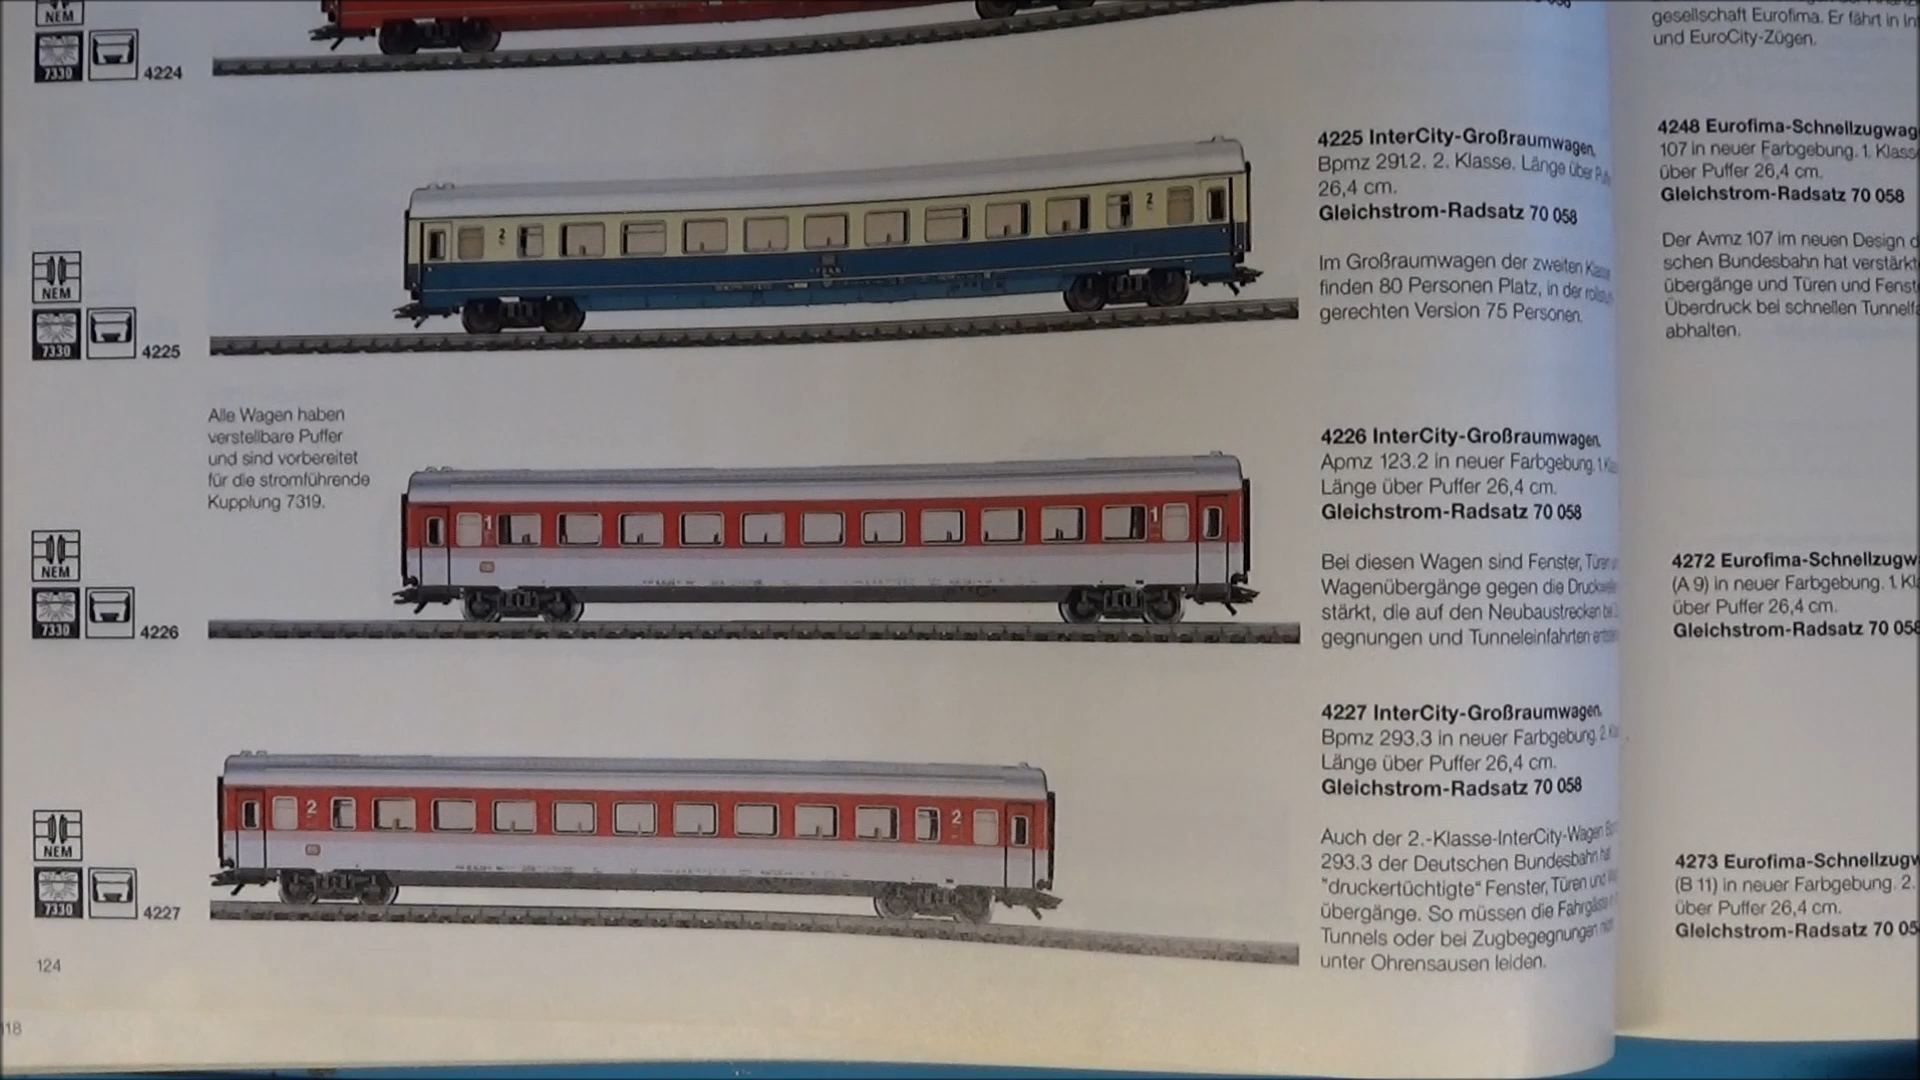 NEM
7330
4224
4225 InterCity-Großraumwagen,
Bpmz 291.2. 2. Klasse. Länge über
26,4 cm.
Gleichstrom-Radsatz 70 058
Im Großraumwagen der zweiten Klasse
finden 80 Personen Platz, in der
gerechten Version 75 Personen.
NEM
7330
4225
Alle Wagen haben
verstellbare Puffer
und sind vorbereitet
für die stromführende
Kupplung 7319.
2
2
4226 InterCity-Großraumwagen,
Apmz 123.2 in neuer Farbgebung.
Länge über Puffer 26,4 cm.
Gleichstrom-Radsatz 70 058
Bei diesen Wagen sind Fenster,
Wagenübergänge gegen die
stärkt, die auf den Neubaustrecken
gegnungen und Tunneleinfahrten
NEM
7330
4226
1
1
4227 InterCity-Großraumwagen,
Bpmz 293.3 in neuer Farbgebung. 2.
Länge über Puffer 26,4 cm.
Gleichstrom-Radsatz 70 058
Auch der 2.-Klasse-InterCity-Wagen
293.3 der Deutschen Bundesbahn hat
"druckertüchtigte" Fenster, Türen und
übergänge. So müssen die Fahrgäste
Tunnels oder bei Zugbegegnungen
unter Ohrensausen leiden.
NEM
7330
4227
2
2
124
118
gesellschaft Eurofima. Er fährt in
und EuroCity-Zügen.
4248 Eurofima-Schnellzugwag
107 in neuer Farbgebung. 1. Klass
über Puffer 26,4 cm.
Gleichstrom-Radsatz 70 058
Der Avmz 107 im neuen Design d
schen Bundesbahn hat verstärkt
übergänge und Türen und Fenst
Überdruck bei schnellen Tunnelf
abhalten.
4272 Eurofima-Schnellzugw
(A 9) in neuer Farbgebung. 1. Kl
über Puffer 26,4 cm.
Gleichstrom-Radsatz 70 058
4273 Eurofima-Schnellzugw
(B 11) in neuer Farbgebung. 2.
über Puffer 26,4 cm.
Gleichstrom-Radsatz 70 05